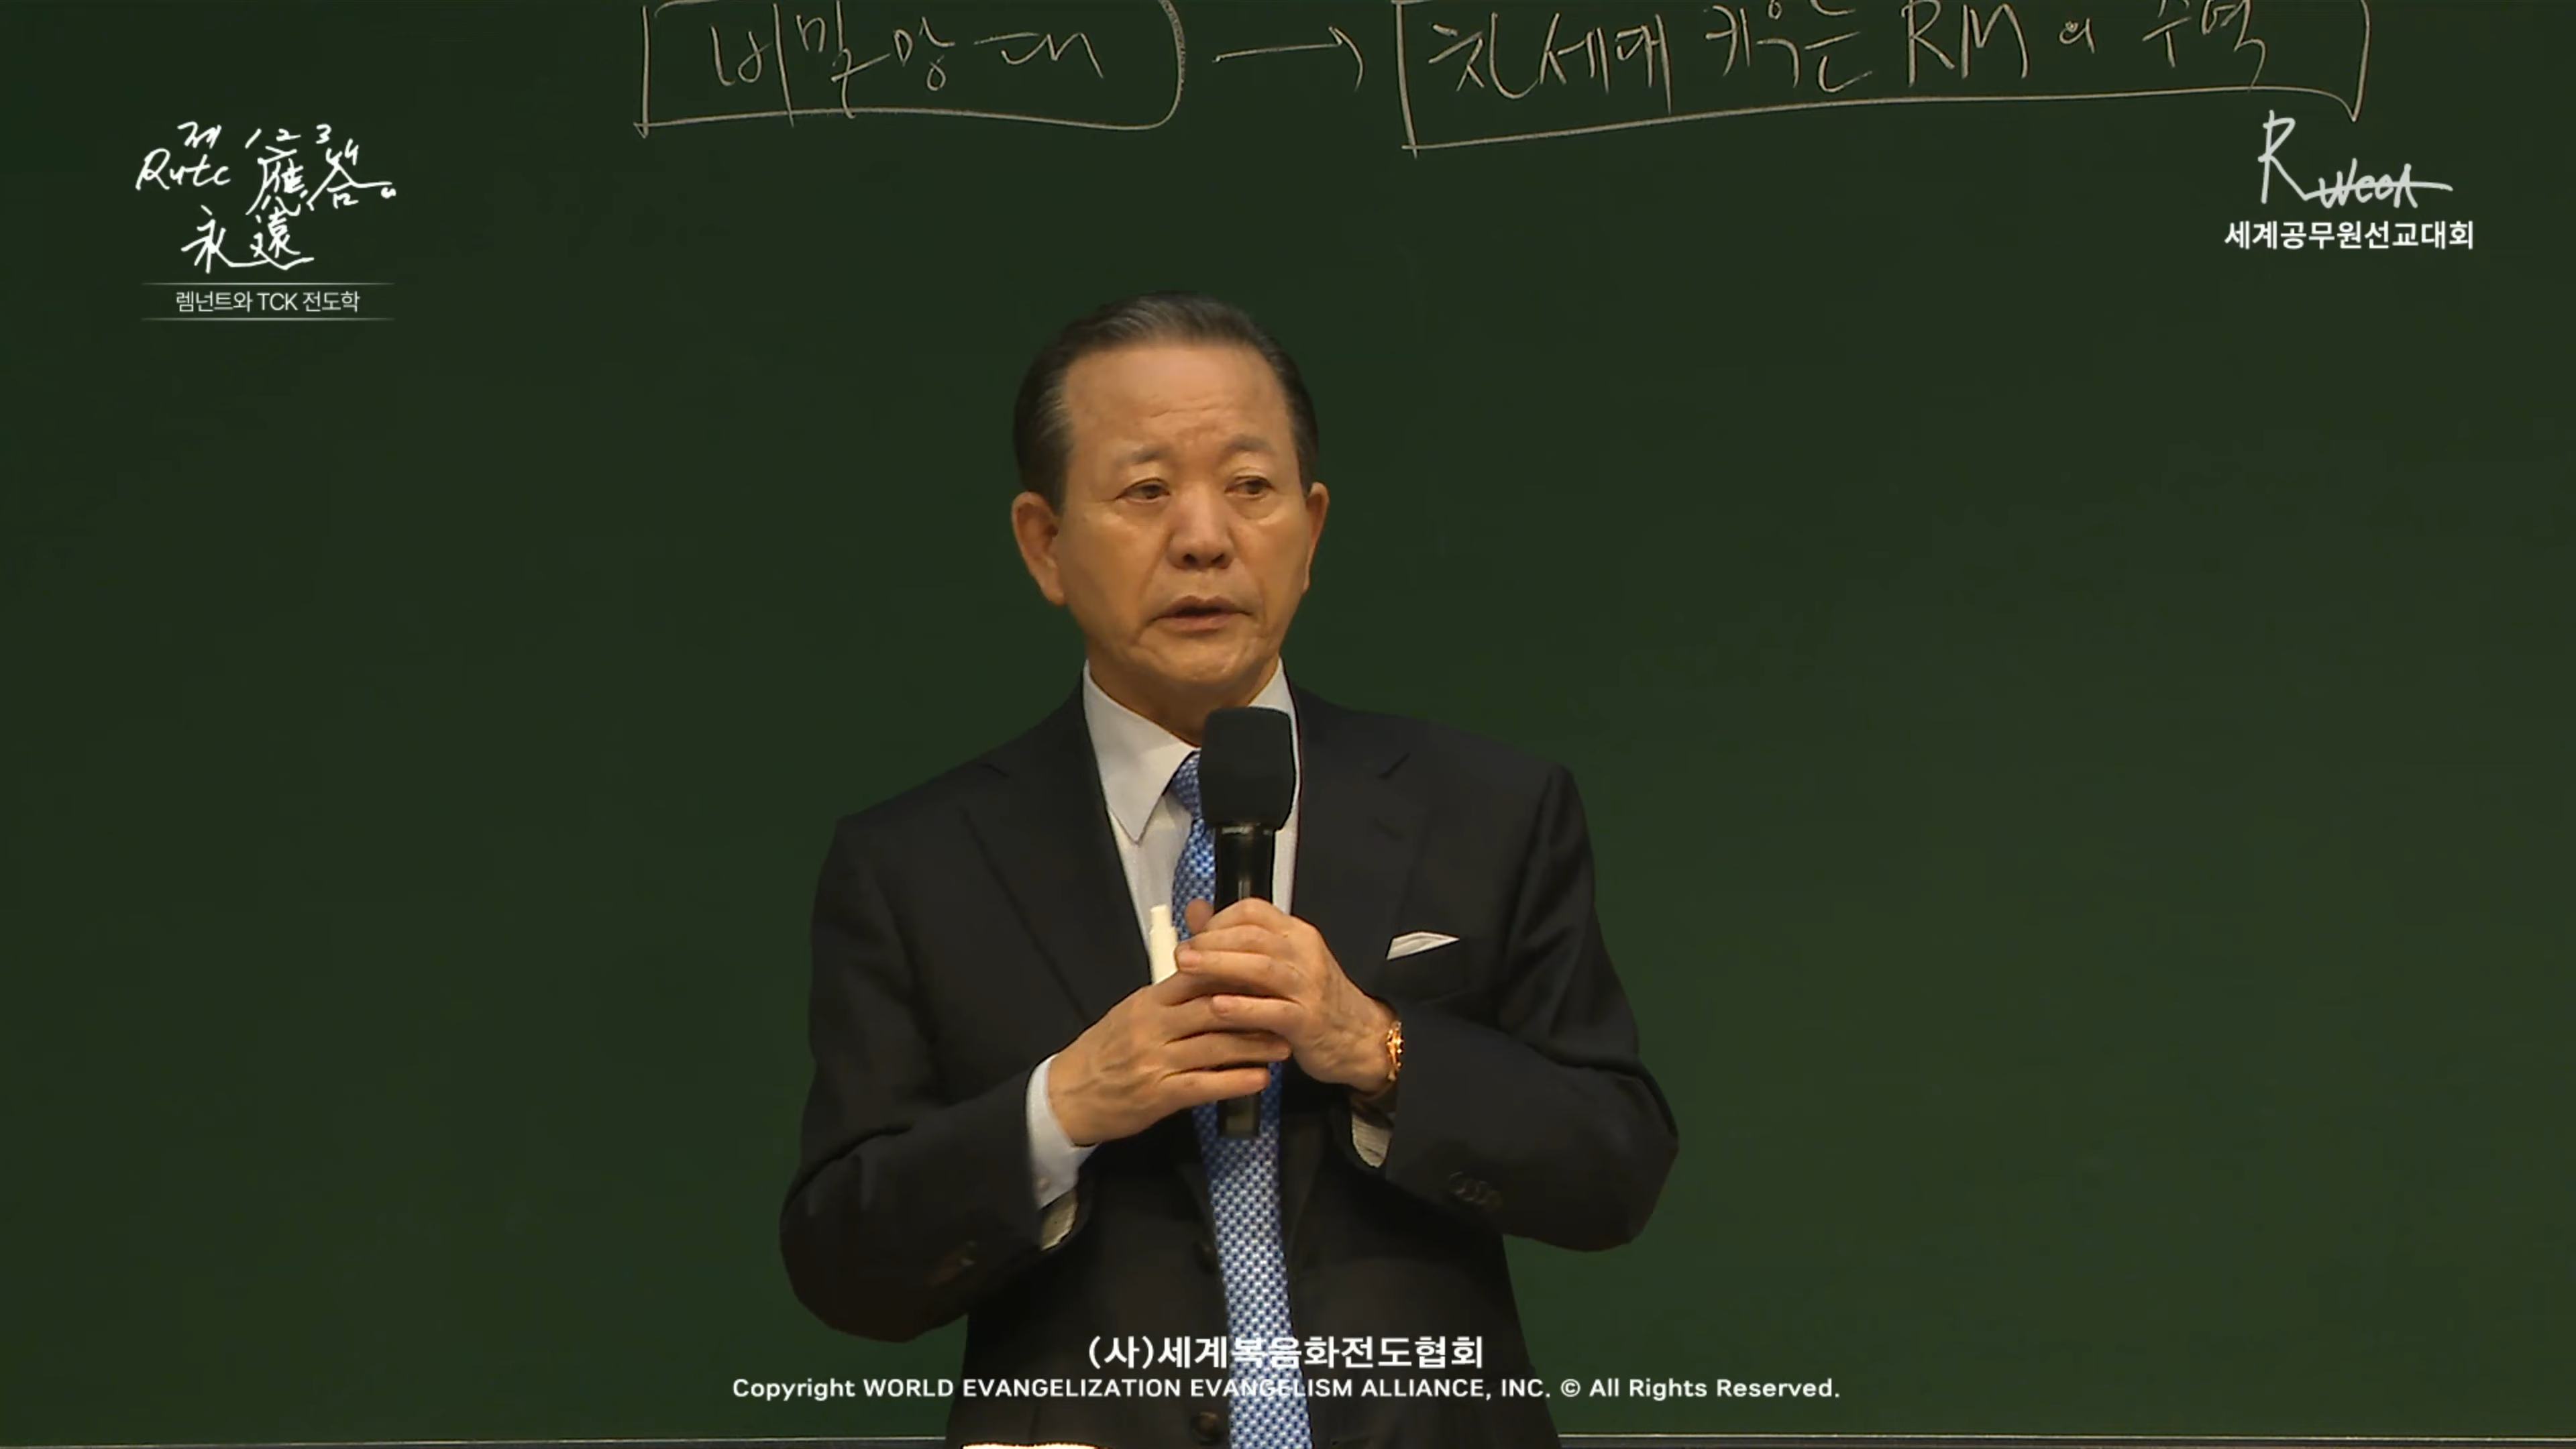 비밀망대 → 차세대 키우는 RM의 수역
제 1 2 3
Rutc 應答
永遠
렘넌트와 TCK 전도학
R Week
세계공무원선교대회
(사)세계복음화전도협회
Copyright WORLD EVANGELIZATION EVANGELISM ALLIANCE, INC. © All Rights Reserved.